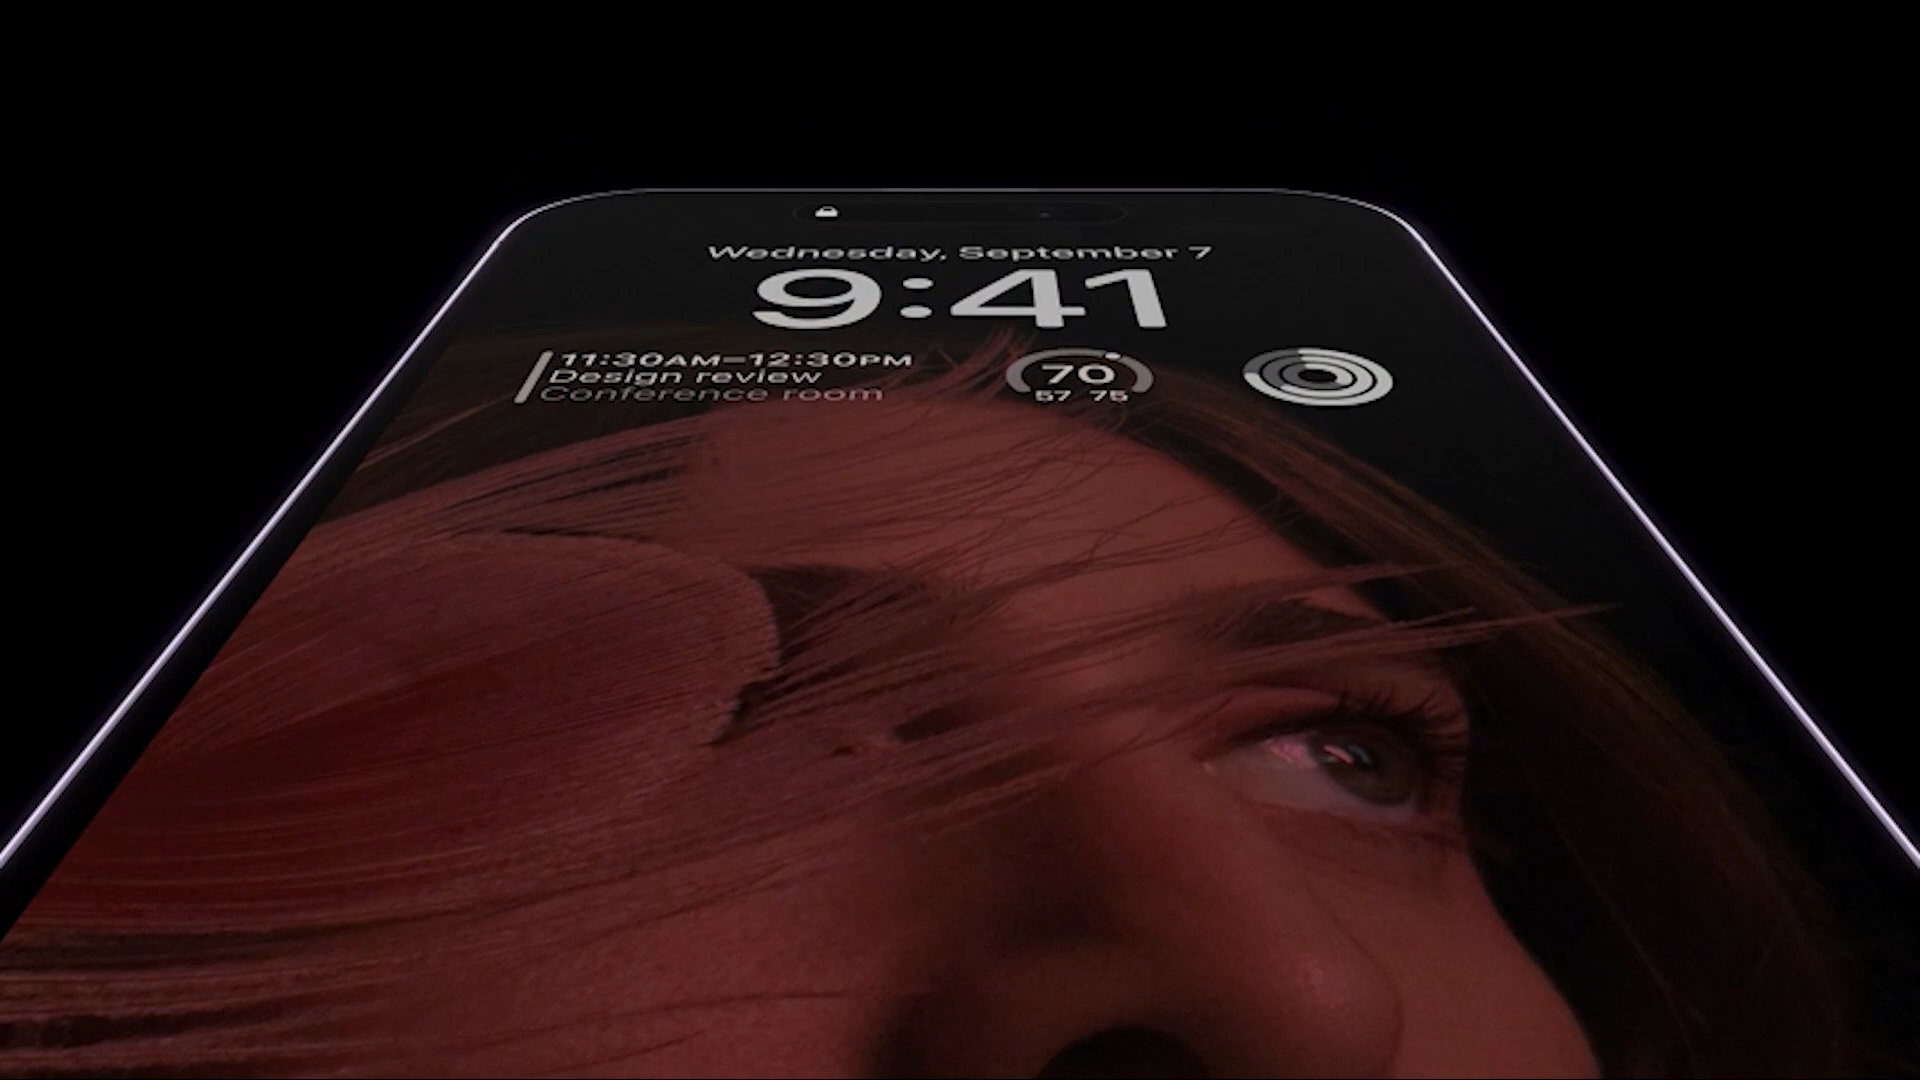 Wednesday, September 7
9:41
11:30AM–12:30PM
Design review
Conference room
70
57 75